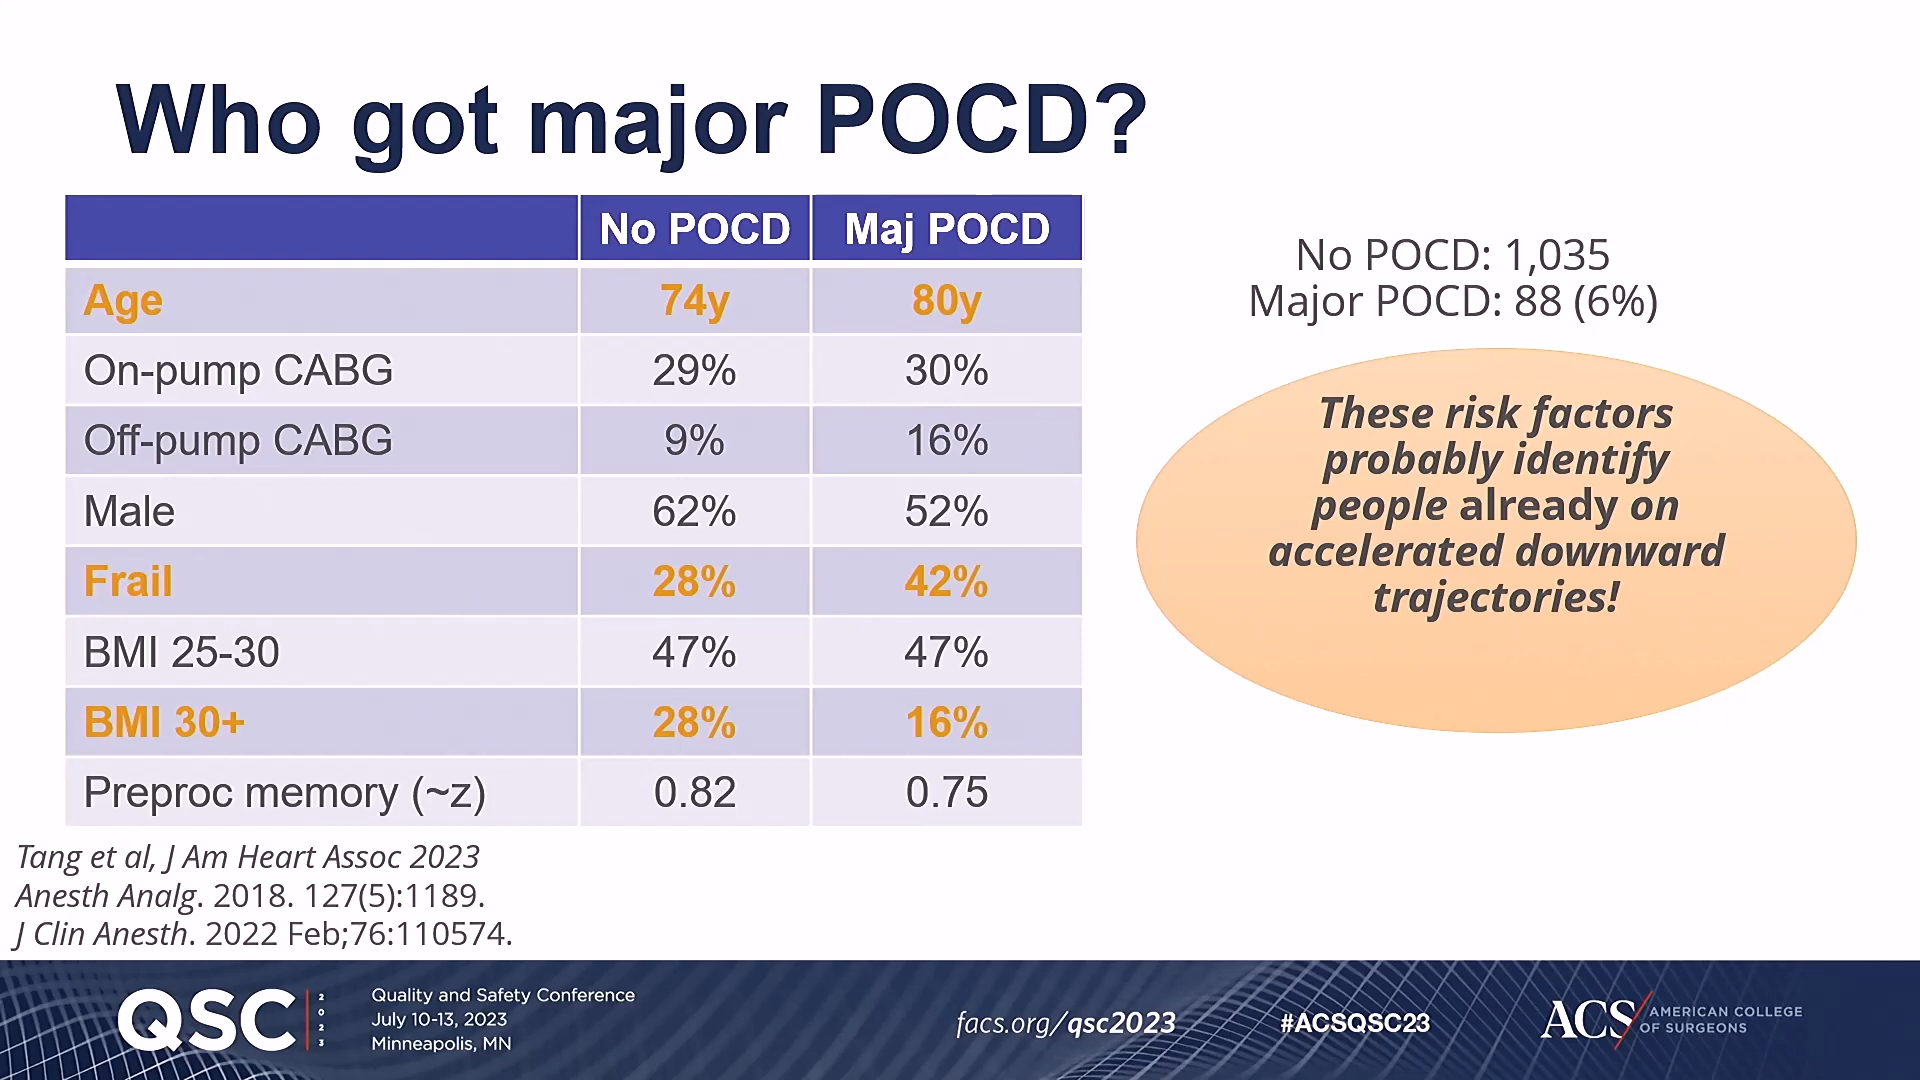 Who got major POCD?
No POCD Maj POCD
Age 74y 80y
On-pump CABG 29% 30%
Off-pump CABG 9% 16%
Male 62% 52%
Frail 28% 42%
BMI 25-30 47% 47%
BMI 30+ 28% 16%
Preproc memory (~z) 0.82 0.75
No POCD: 1,035
Major POCD: 88 (6%)
These risk factors
probably identify
people already on
accelerated downward
trajectories!
Tang et al, J Am Heart Assoc 2023
Anesth Analg. 2018. 127(5):1189.
J Clin Anesth. 2022 Feb;76:110574.
QSC 2023
Quality and Safety Conference
July 10-13, 2023
Minneapolis, MN
facs.org/qsc2023
#ACSQSC23
ACS
AMERICAN COLLEGE
OF SURGEONS